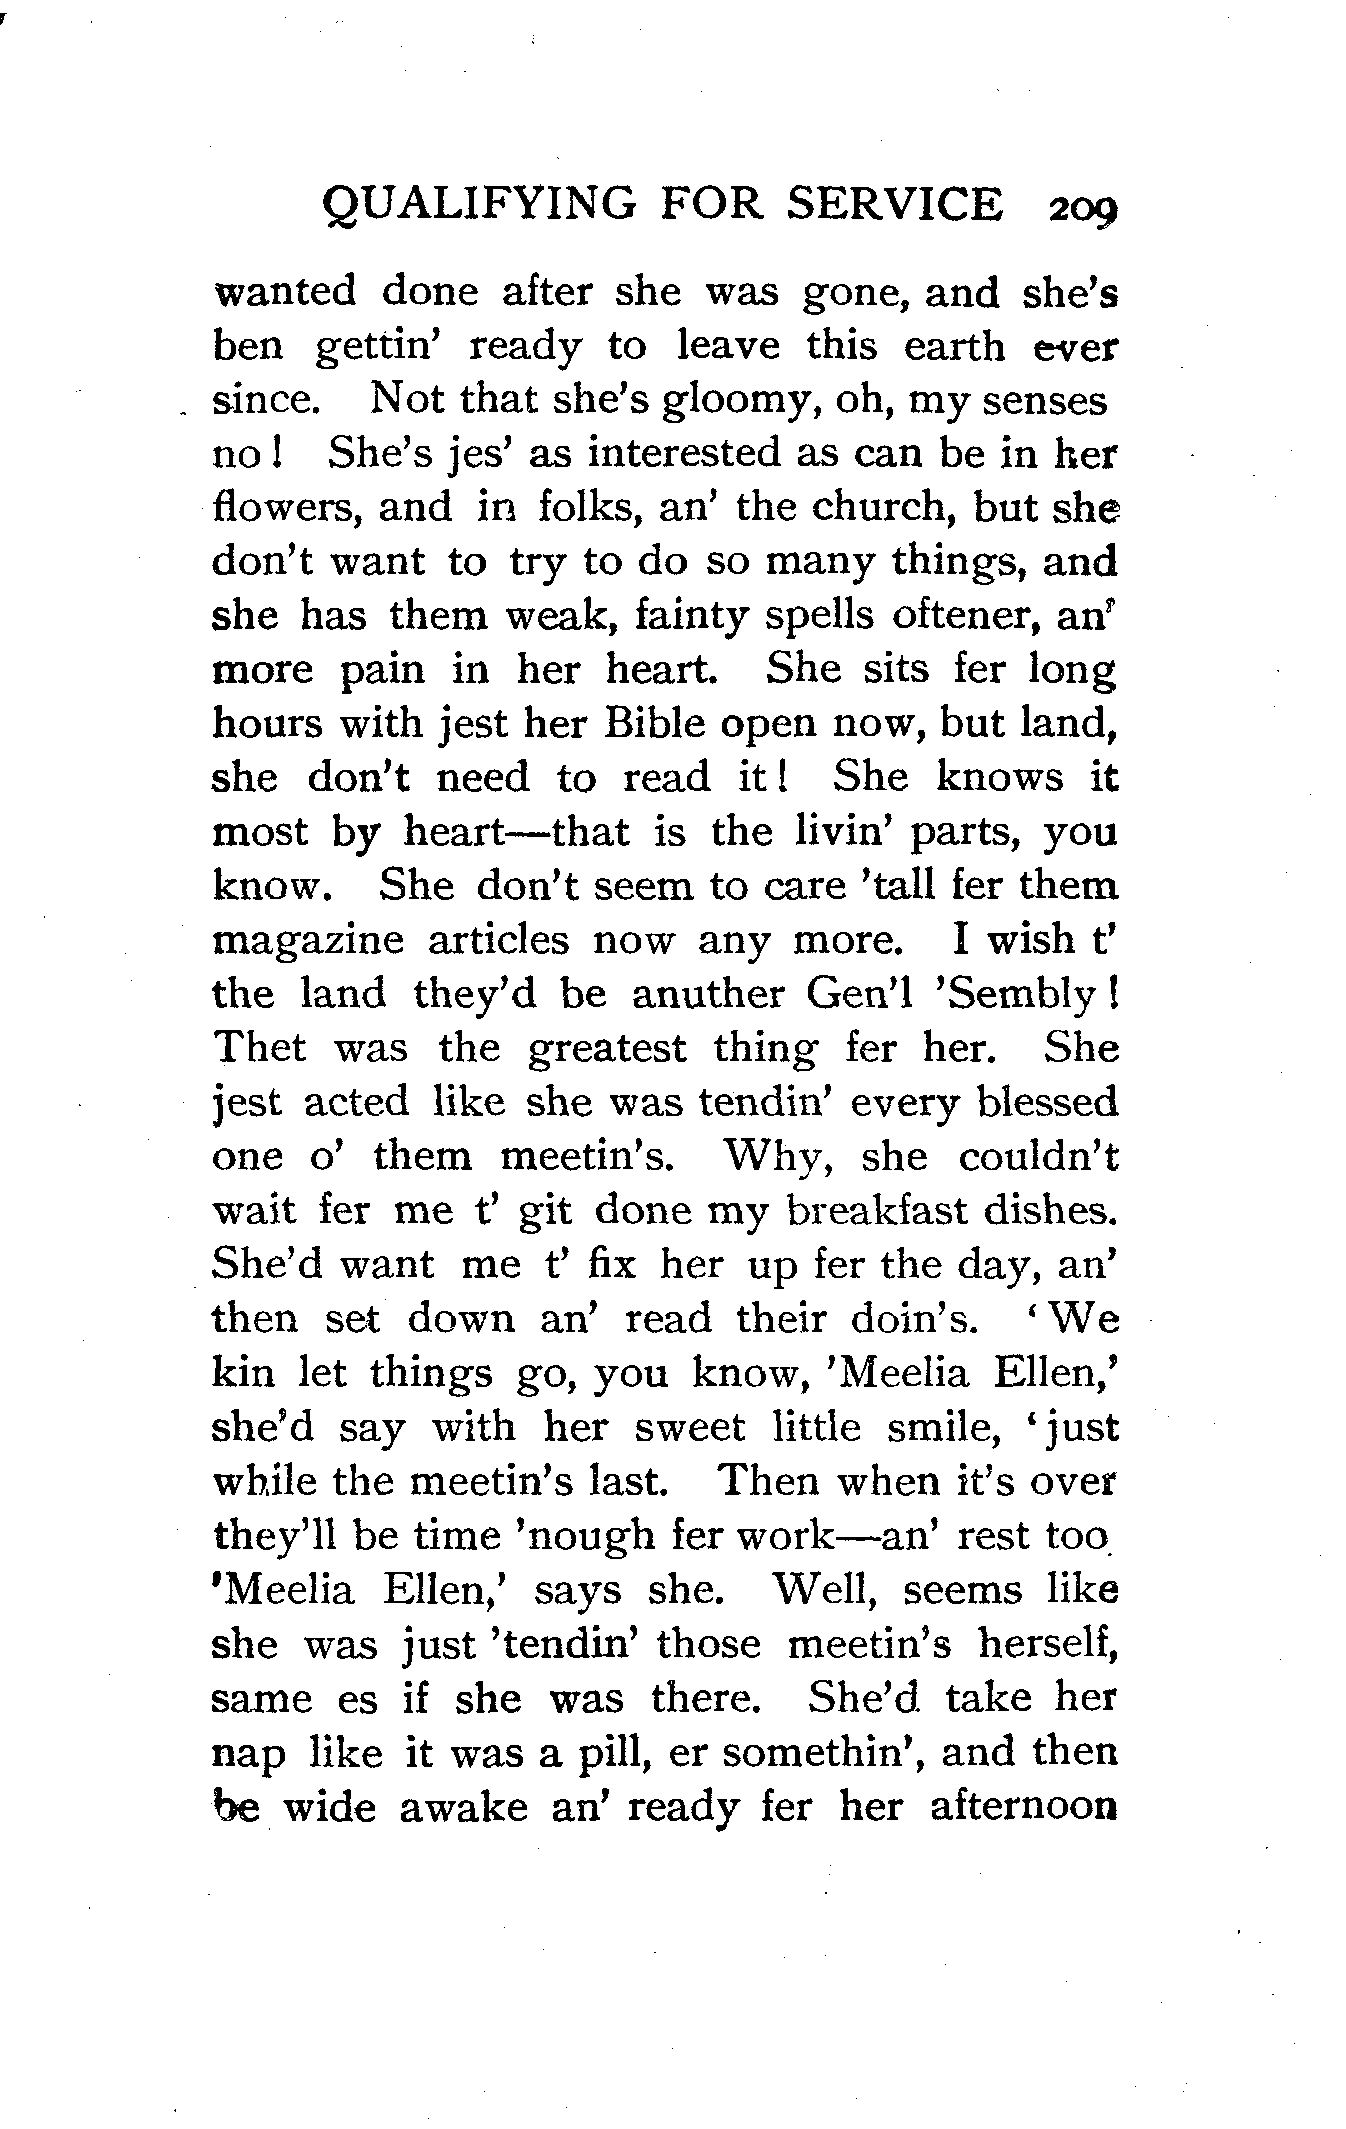 QUALIFYING FOR SERVICE 209
wanted done after she was gone, and she's
ben gettin' ready to leave this earth ever
since. Not that she's gloomy, oh, my senses
no! She's jes' as interested as can be in her
flowers, and in folks, an' the church, but she
don't want to try to do so many things, and
she has them weak, fainty spells oftener, an'
more pain in her heart. She sits fer long
hours with jest her Bible open now, but land,
she don't need to read it! She knows it
most by heart—that is the livin' parts, you
know. She don't seem to care 'tall fer them
magazine articles now any more. I wish t'
the land they'd be anuther Gen'l 'Sembly!
Thet was the greatest thing fer her. She
jest acted like she was tendin' every blessed
one o' them meetin's. Why, she couldn't
wait fer me t' git done my breakfast dishes.
She'd want me t' fix her up fer the day, an'
then set down an' read their doin's. 'We
kin let things go, you know, 'Meelia Ellen,'
she'd say with her sweet little smile, 'just
while the meetin's last. Then when it's over
they'll be time 'nough fer work—an' rest too
'Meelia Ellen,' says she. Well, seems like
she was just 'tendin' those meetin's herself,
same es if she was there. She'd take her
nap like it was a pill, er somethin', and then
be wide awake an' ready fer her afternoon